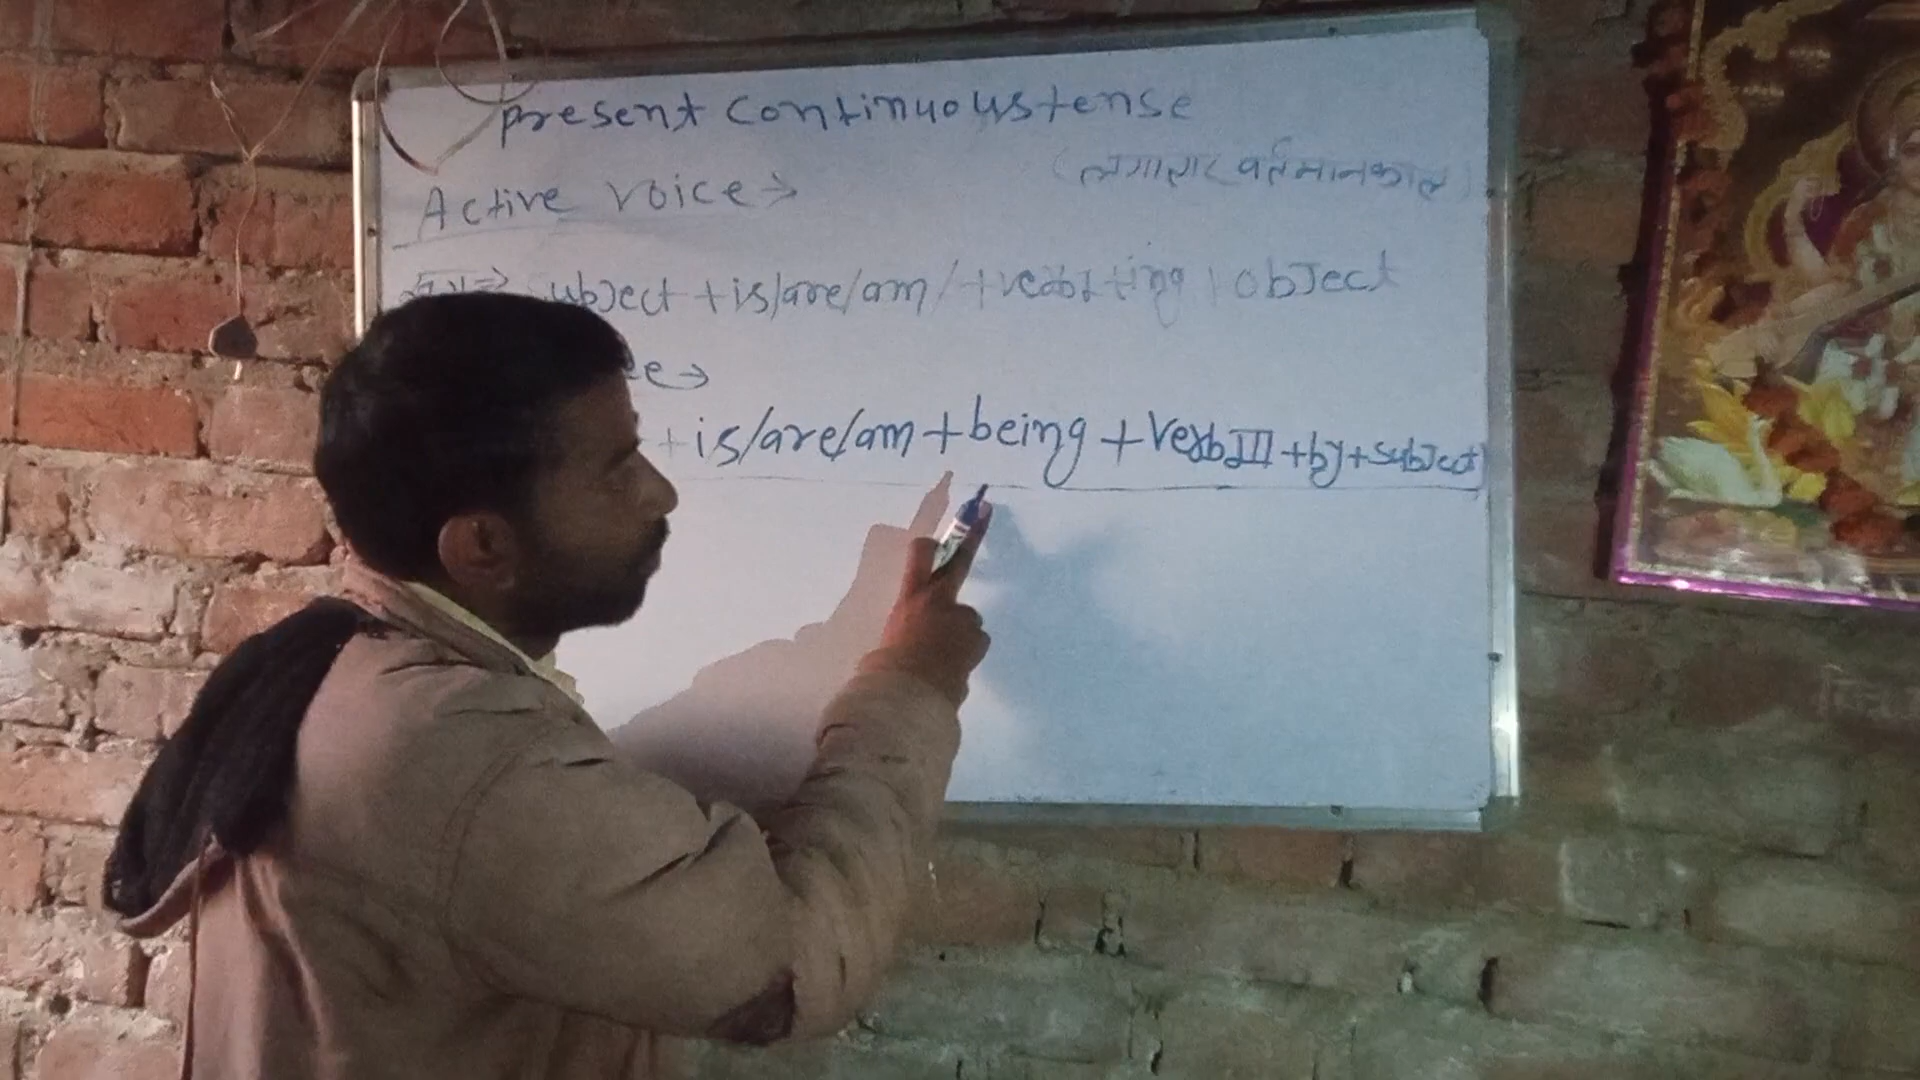 present continuous tense
(लगातार वर्तमानकाल)
Active voice →
subject + is/are/am/ + verb I + ing | object
ce →
+ is/are/am + being + Verb III + by + subject